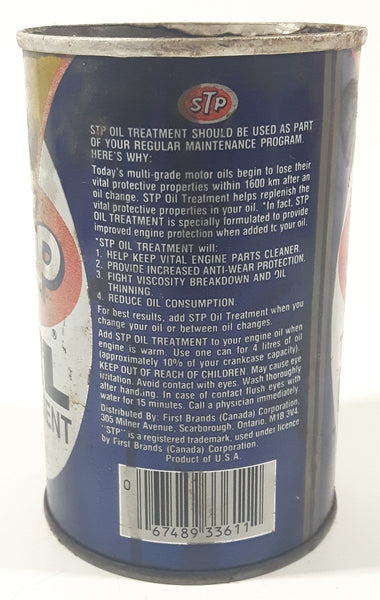 STP
STP OIL TREATMENT SHOULD BE USED AS PART
OF YOUR REGULAR MAINTENANCE PROGRAM.
HERE'S WHY:
Today's multi-grade motor oils begin to lose their
vital protective properties within 1600 km after an
oil change. STP Oil Treatment helps replenish the
vital protective properties in your oil. "In fact, STP
OIL TREATMENT is specially formulated to provide
improved engine protection when added to your oil.
"STP OIL TREATMENT will:
1. HELP KEEP VITAL ENGINE PARTS CLEANER.
2. PROVIDE INCREASED ANTI-WEAR PROTECTION.
3. FIGHT VISCOSITY BREAKDOWN AND OIL
THINNING.
4. REDUCE OIL CONSUMPTION.
For best results, add STP Oil Treatment when you
change your oil or between oil changes.
Add STP OIL TREATMENT to your engine oil when
engine is warm. Use one can for 4 litres of oil
(approximately 10% of your crankcase capacity).
KEEP OUT OF REACH OF CHILDREN. May cause eye
irritation. Avoid contact with eyes. Wash thoroughly
after handling. In case of contact flush eyes with
water for 15 minutes. Call a physician immediately.
Distributed By: First Brands (Canada) Corporation,
305 Milner Avenue, Scarborough, Ontario. M1B 3V4.
"STP" is a registered trademark, used under licence
by First Brands (Canada) Corporation.
Product of U.S.A.
0 67489 33611